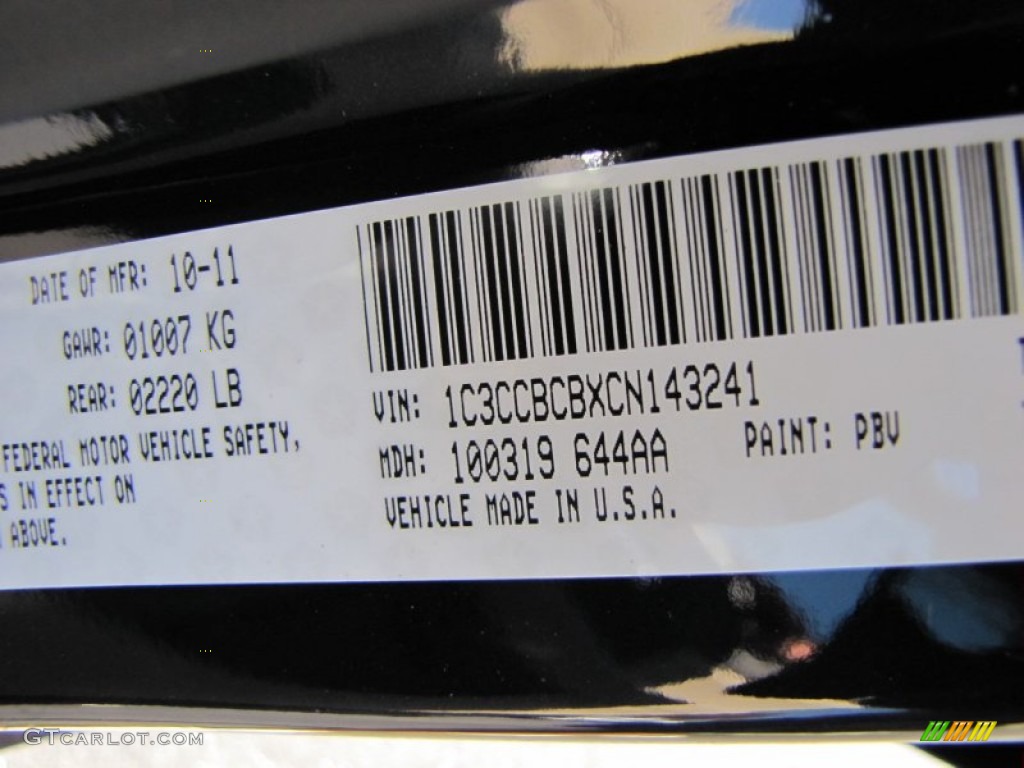 DATE OF MFR: 10-11
GAWR: 01007 KG
REAR: 02220 LB
FEDERAL MOTOR VEHICLE SAFETY,
S IN EFFECT ON
ABOVE.
VIN: 1C3CCBCBXCN143241
MDH: 100319 644AA PAINT: PBV
VEHICLE MADE IN U.S.A.
GTCARLOT.COM